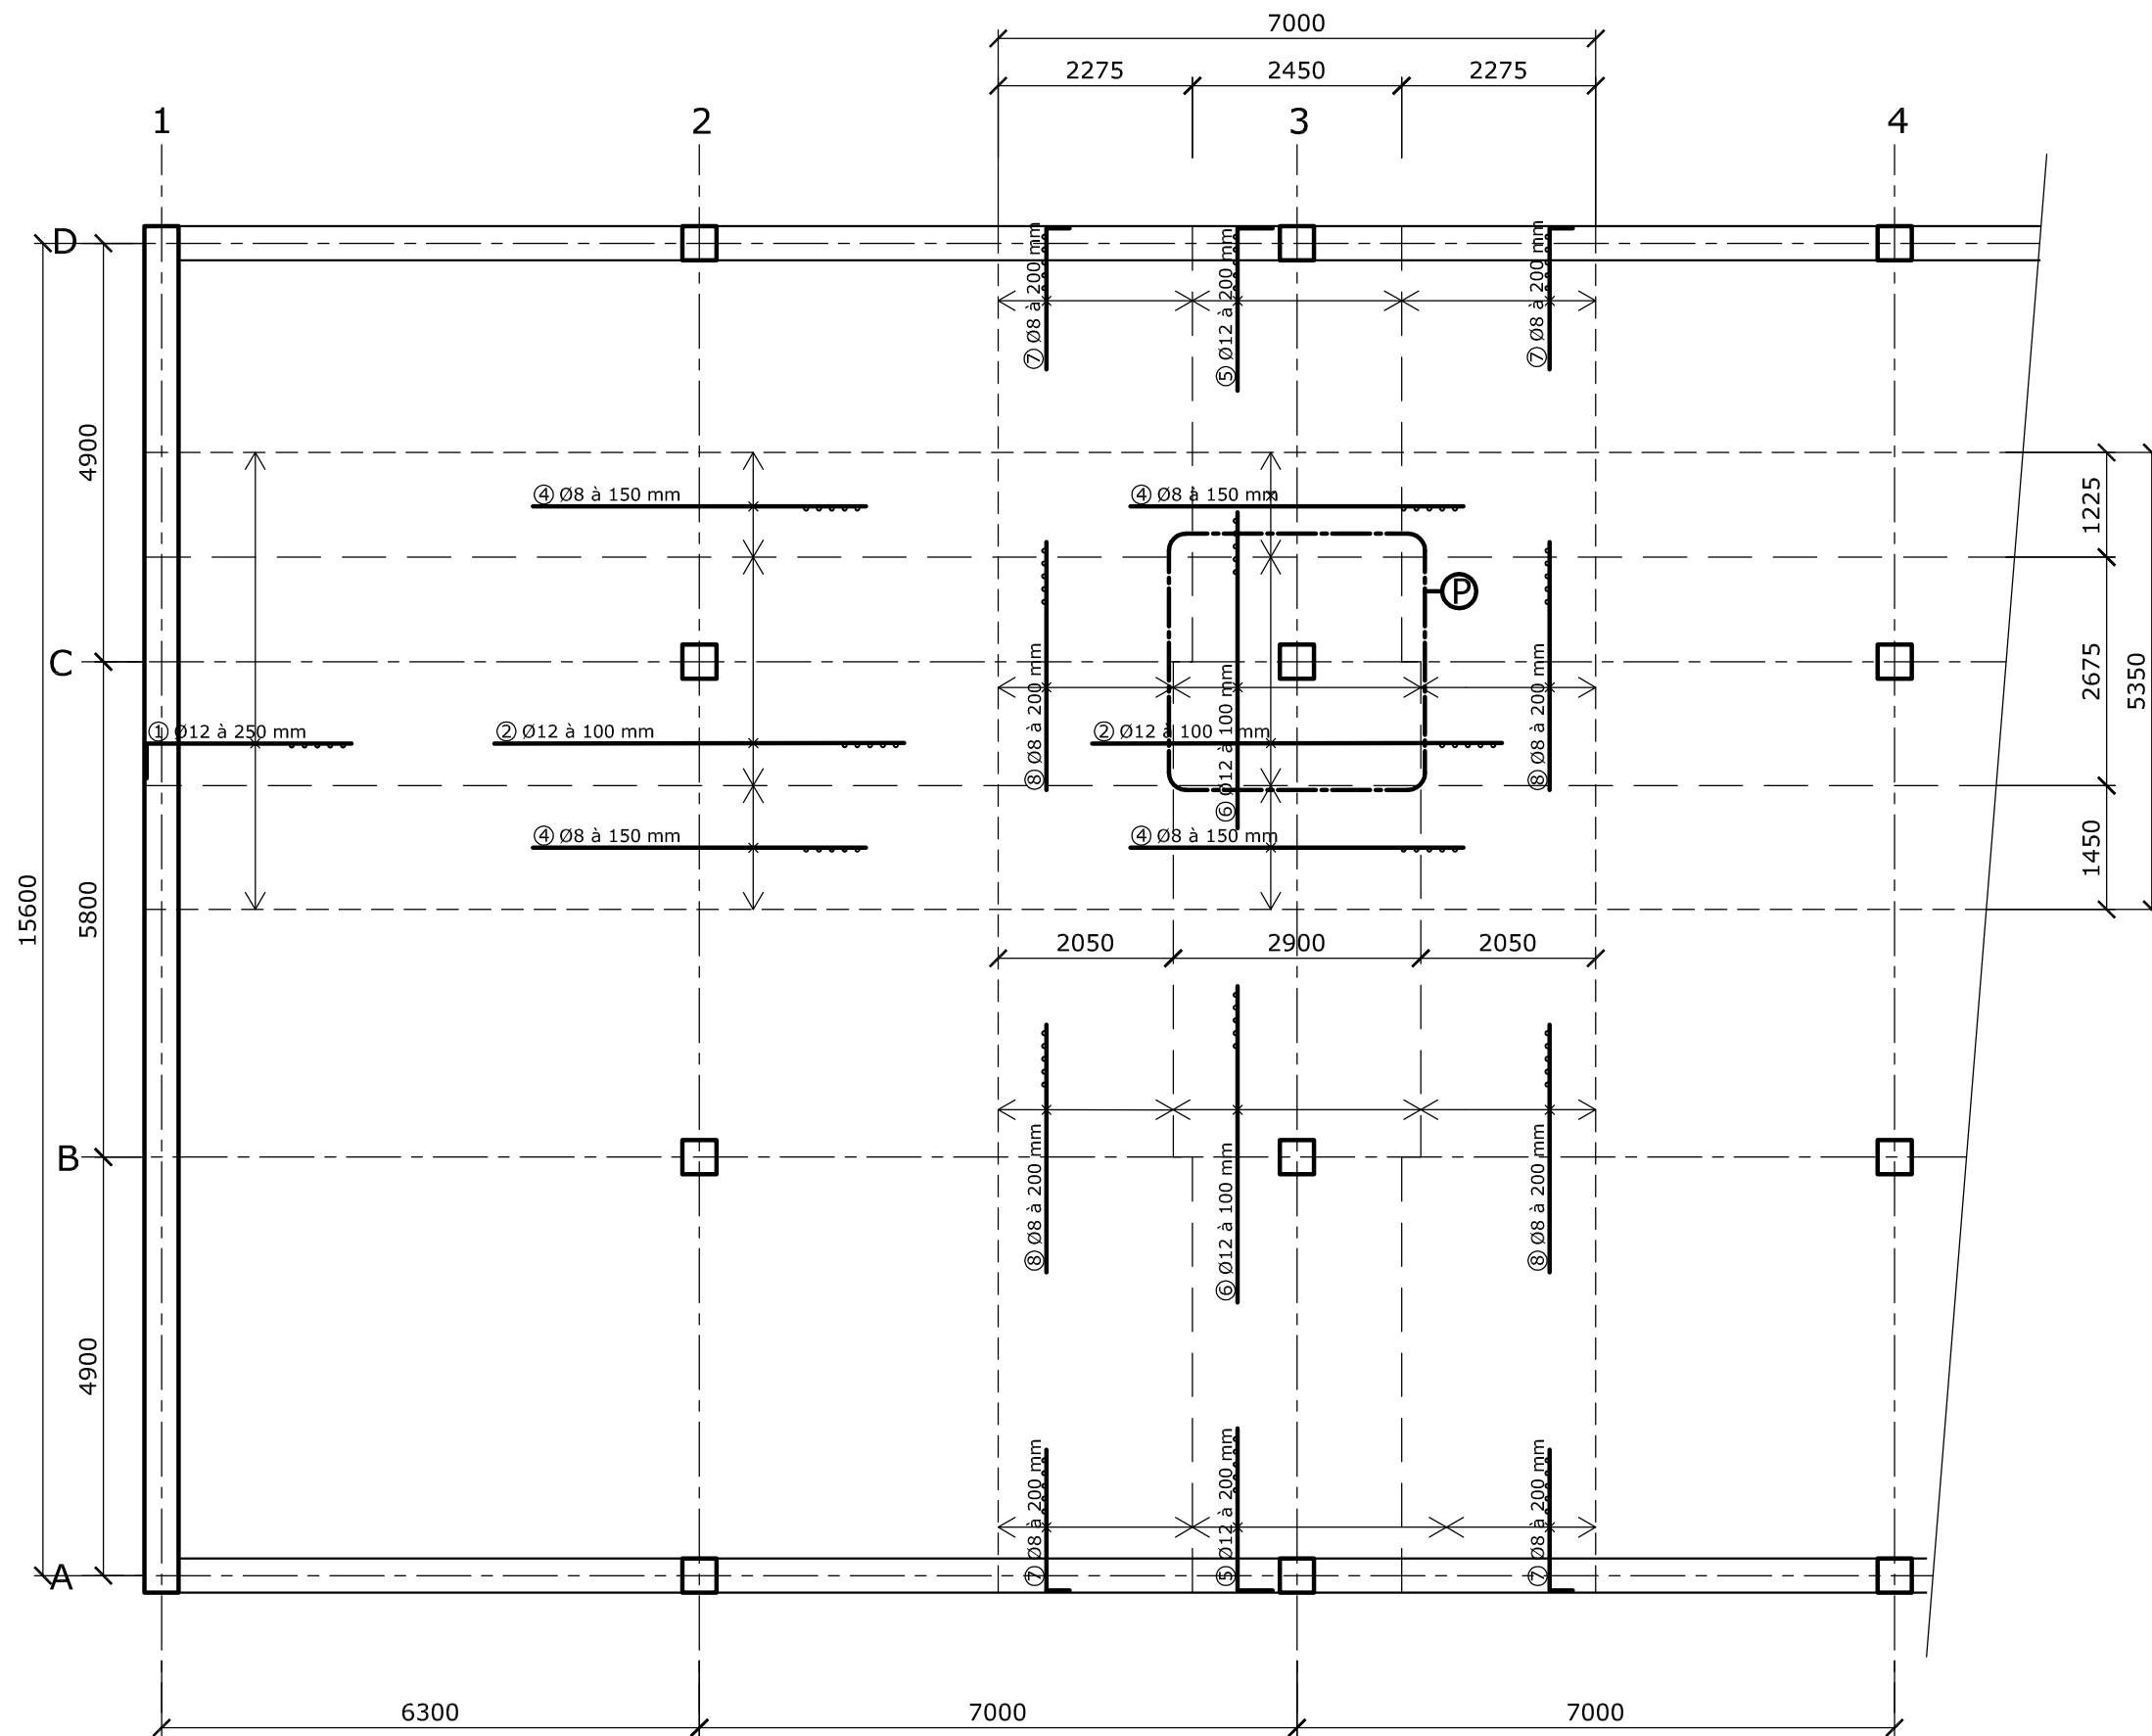 7000
2275 2450 2275
1 2 3 4
D
⑦ Ø8 à 200 mm
⑤ Ø12 à 200 mm
⑦ Ø8 à 200 mm
4900
④ Ø8 à 150 mm
④ Ø8 à 150 mm
1225
P
C
2675
5350
① Ø12 à 250 mm
② Ø12 à 100 mm
② Ø12 à 100 mm
⑧ Ø8 à 200 mm
⑥ Ø12 à 100 mm
⑧ Ø8 à 200 mm
④ Ø8 à 150 mm
④ Ø8 à 150 mm
1450
15600
5800
2050 2900 2050
B
⑧ Ø8 à 200 mm
⑥ Ø12 à 100 mm
⑧ Ø8 à 200 mm
4900
⑦ Ø8 à 200 mm
⑤ Ø12 à 200 mm
⑦ Ø8 à 200 mm
A
6300 7000 7000